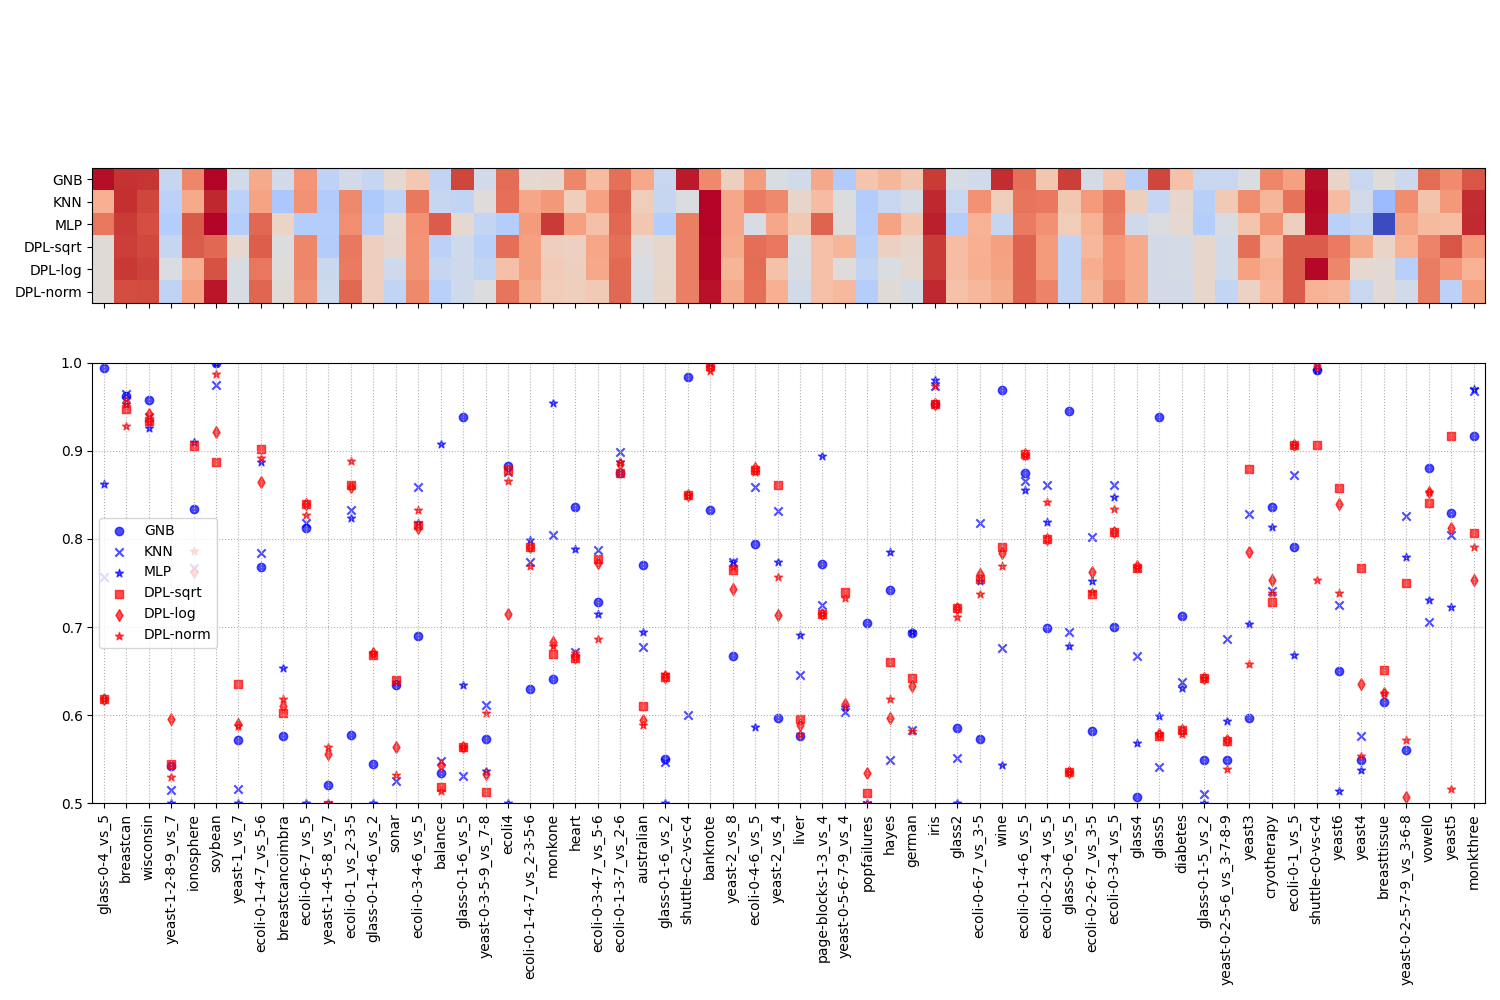 GNB
KNN
MLP
DPL-sqrt
DPL-log
DPL-norm
1.0
0.9
0.8
0.7
0.6
0.5
GNB
KNN
MLP
DPL-sqrt
DPL-log
DPL-norm
glass-0-4_vs_5
breastcan
wisconsin
yeast-1-2-8-9_vs_7
ionosphere
soybean
yeast-1_vs_7
ecoli-0-1-4-7_vs_5-6
breastcancoimbra
ecoli-0-6-7_vs_5
yeast-1-4-5-8_vs_7
ecoli-0-1_vs_2-3-5
glass-0-1-4-6_vs_2
sonar
ecoli-0-3-4-6_vs_5
balance
glass-0-1-6_vs_5
yeast-0-3-5-9_vs_7-8
ecoli4
ecoli-0-1-4-7_vs_2-3-5-6
monkone
heart
ecoli-0-3-4-7_vs_5-6
ecoli-0-1-3-7_vs_2-6
australian
glass-0-1-6_vs_2
shuttle-c2-vs-c4
banknote
yeast-2_vs_8
ecoli-0-4-6_vs_5
yeast-2_vs_4
liver
page-blocks-1-3_vs_4
yeast-0-5-6-7-9_vs_4
popfailures
hayes
german
iris
glass2
ecoli-0-6-7_vs_3-5
wine
ecoli-0-1-4-6_vs_5
ecoli-0-2-3-4_vs_5
glass-0-6_vs_5
ecoli-0-2-6-7_vs_3-5
ecoli-0-3-4_vs_5
glass4
glass5
diabetes
glass-0-1-5_vs_2
yeast-0-2-5-6_vs_3-7-8-9
yeast3
cryotherapy
ecoli-0-1_vs_5
shuttle-c0-vs-c4
yeast6
yeast4
breasttissue
yeast-0-2-5-7-9_vs_3-6-8
vowel0
yeast5
monkthree